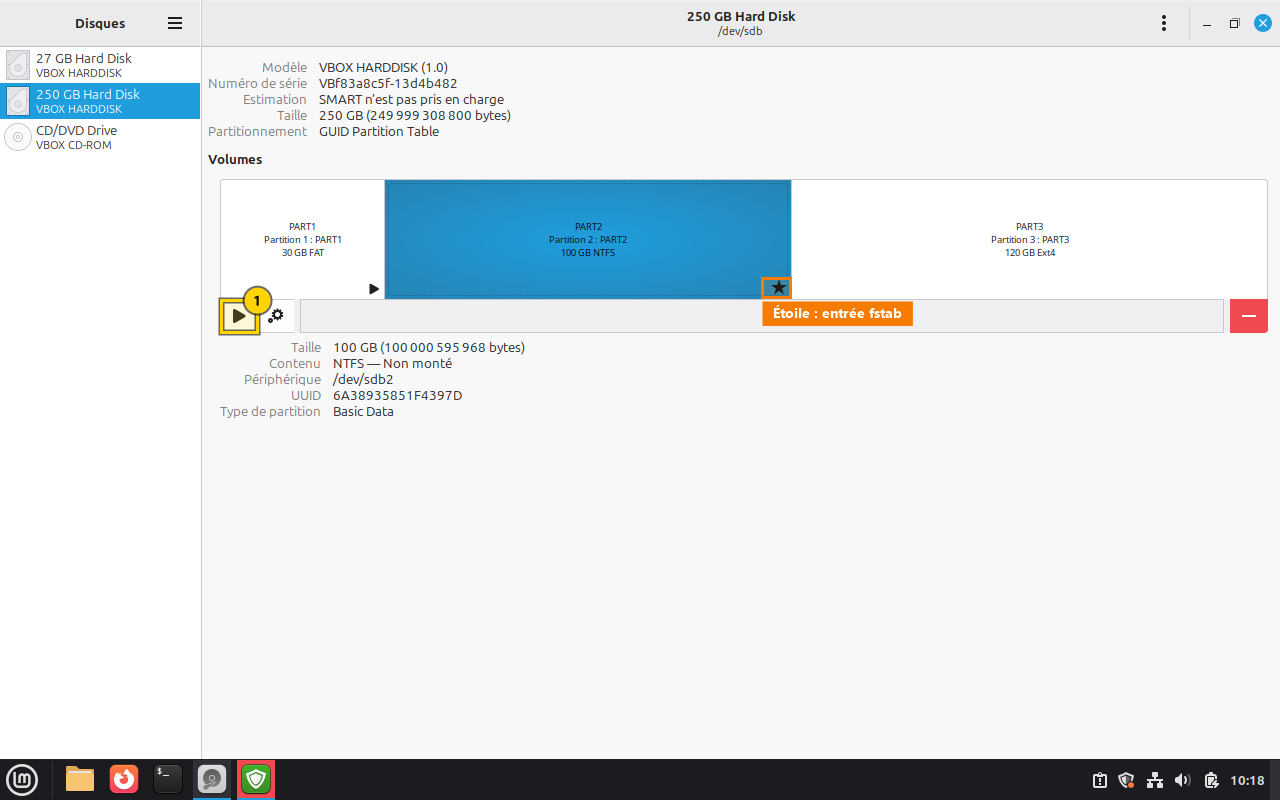 Disques
250 GB Hard Disk
/dev/sdb
27 GB Hard Disk
VBOX HARDDISK
250 GB Hard Disk
VBOX HARDDISK
CD/DVD Drive
VBOX CD-ROM
Modèle VBOX HARDDISK (1.0)
Numéro de série VBf83a8c5f-13d4b482
Estimation SMART n’est pas pris en charge
Taille 250 GB (249 999 308 800 bytes)
Partitionnement GUID Partition Table
Volumes
PART1
Partition 1 : PART1
30 GB FAT
PART2
Partition 2 : PART2
100 GB NTFS
PART3
Partition 3 : PART3
120 GB Ext4
1
Étoile : entrée fstab
Taille 100 GB (100 000 595 968 bytes)
Contenu NTFS — Non monté
Périphérique /dev/sdb2
UUID 6A38935851F4397D
Type de partition Basic Data
lm
$_
10:18